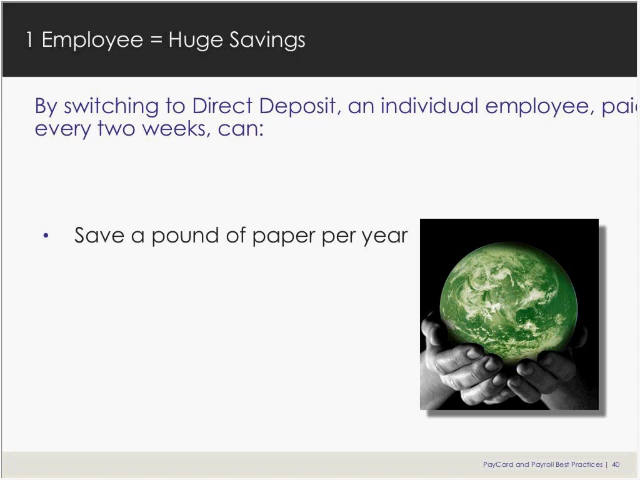 1 Employee = Huge Savings
By switching to Direct Deposit, an individual employee, paid
every two weeks, can:
• Save a pound of paper per year
PayCard and Payroll Best Practices | 40